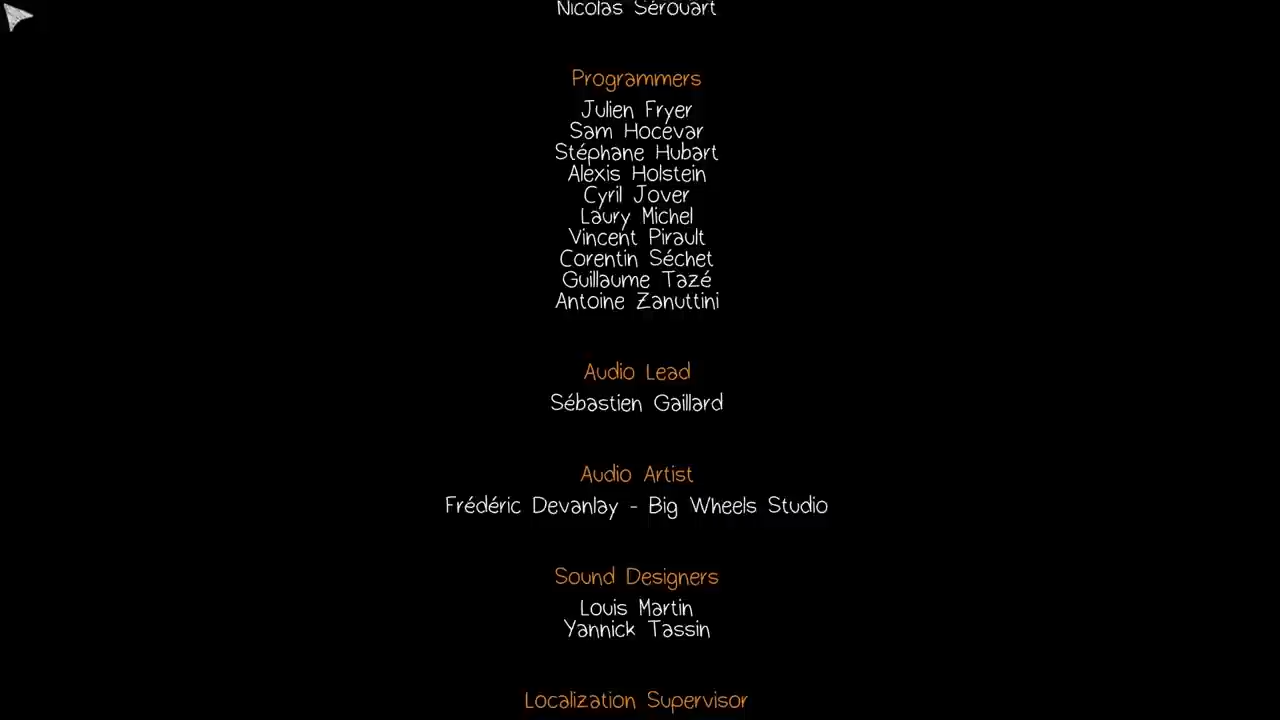 Nicolas Sérouart
Programmers
Julien Fryer
Sam Hocevar
Stéphane Hubart
Alexis Holstein
Cyril Jover
Laury Michel
Vincent Pirault
Corentin Séchet
Guillaume Tazé
Antoine Zanuttini
Audio Lead
Sébastien Gaillard
Audio Artist
Frédéric Devanlay - Big Wheels Studio
Sound Designers
Louis Martin
Yannick Tassin
Localization Supervisor